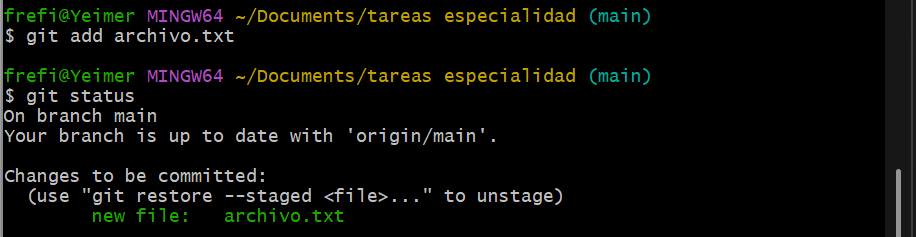 frefi@Yeimer MINGW64 ~/Documents/tareas especialidad (main)
$ git add archivo.txt
frefi@Yeimer MINGW64 ~/Documents/tareas especialidad (main)
$ git status
On branch main
Your branch is up to date with 'origin/main'.
Changes to be committed:
(use "git restore --staged <file>..." to unstage)
new file:   archivo.txt